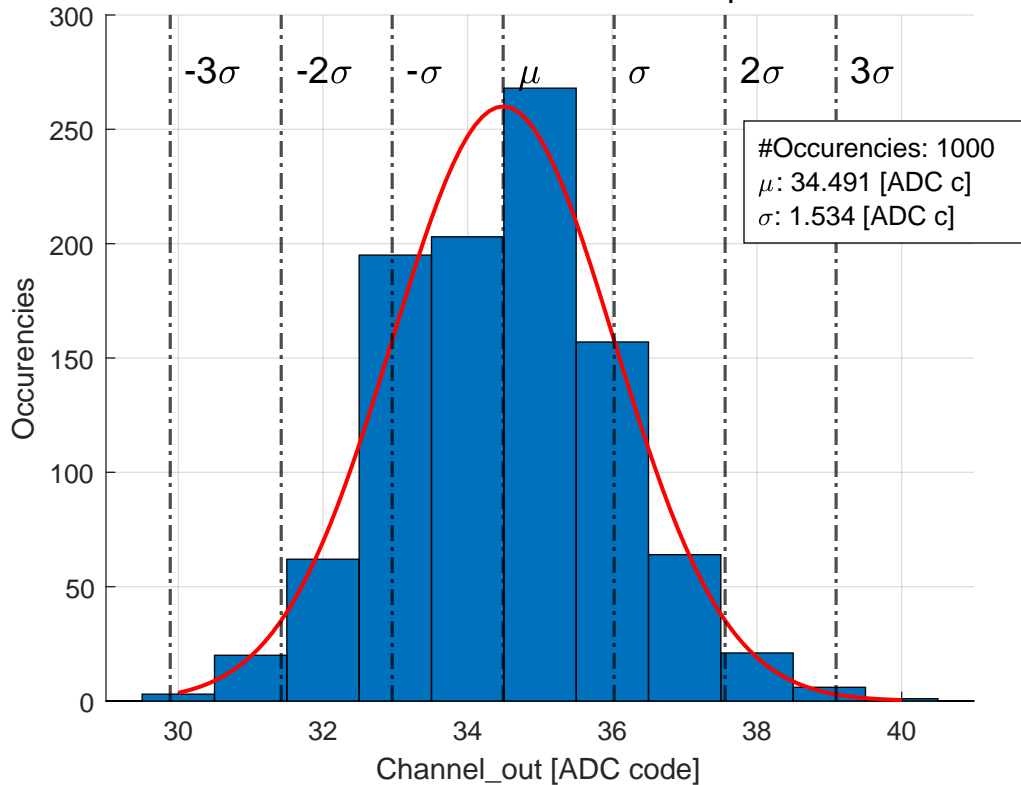 300
-3σ -2σ -σ μ σ 2σ 3σ
250
#Occurencies: 1000
μ: 34.491 [ADC c]
σ: 1.534 [ADC c]
200
Occurencies
150
100
50
0
30 32 34 36 38 40
Channel_out [ADC code]